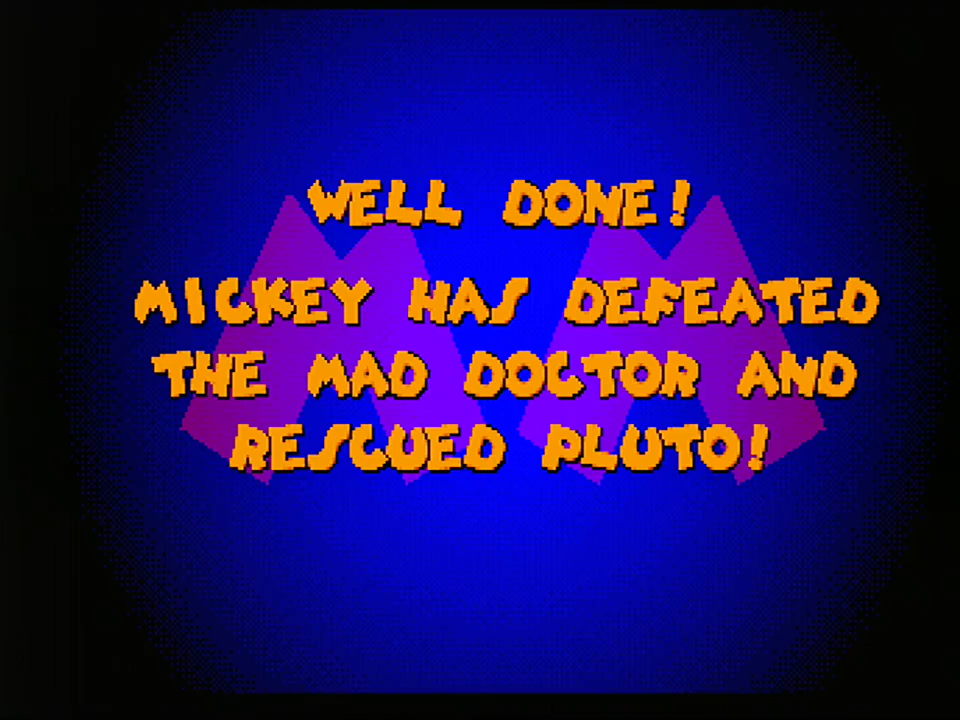 WELL DONE!
MICKEY HAS DEFEATED
THE MAD DOCTOR AND
RESCUED PLUTO!